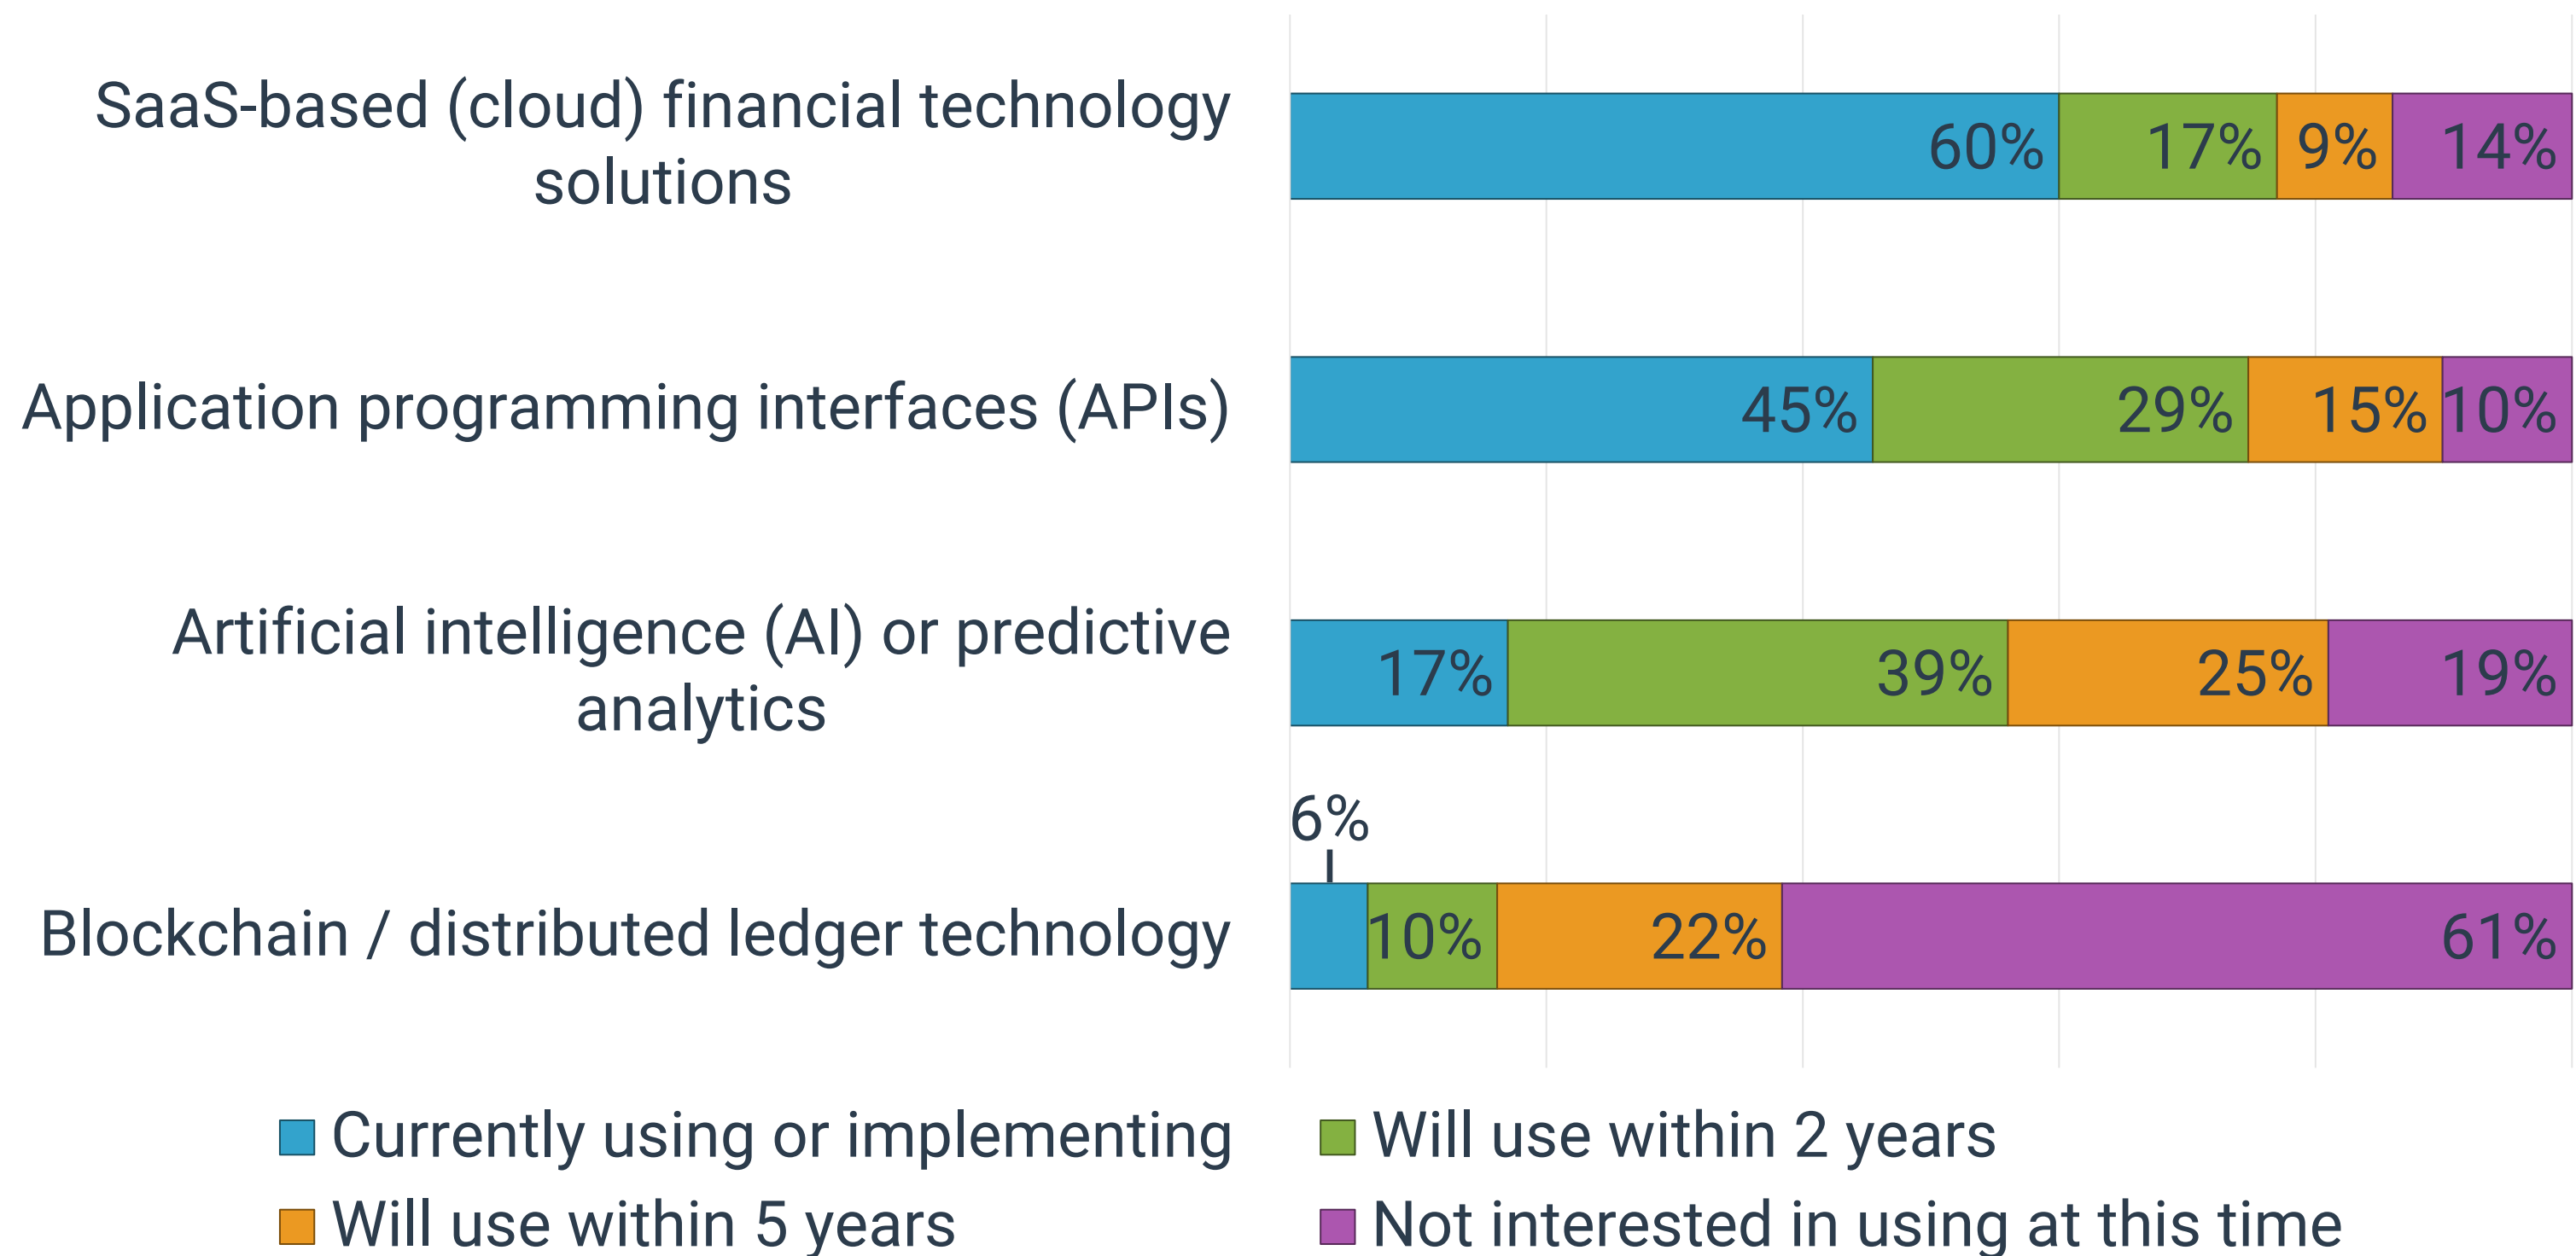 SaaS-based (cloud) financial technology
solutions
60% 17% 9% 14%
Application programming interfaces (APIs)
45% 29% 15% 10%
Artificial intelligence (AI) or predictive
analytics
17% 39% 25% 19%
6%
Blockchain / distributed ledger technology
10% 22% 61%
Currently using or implementing
Will use within 2 years
Will use within 5 years
Not interested in using at this time